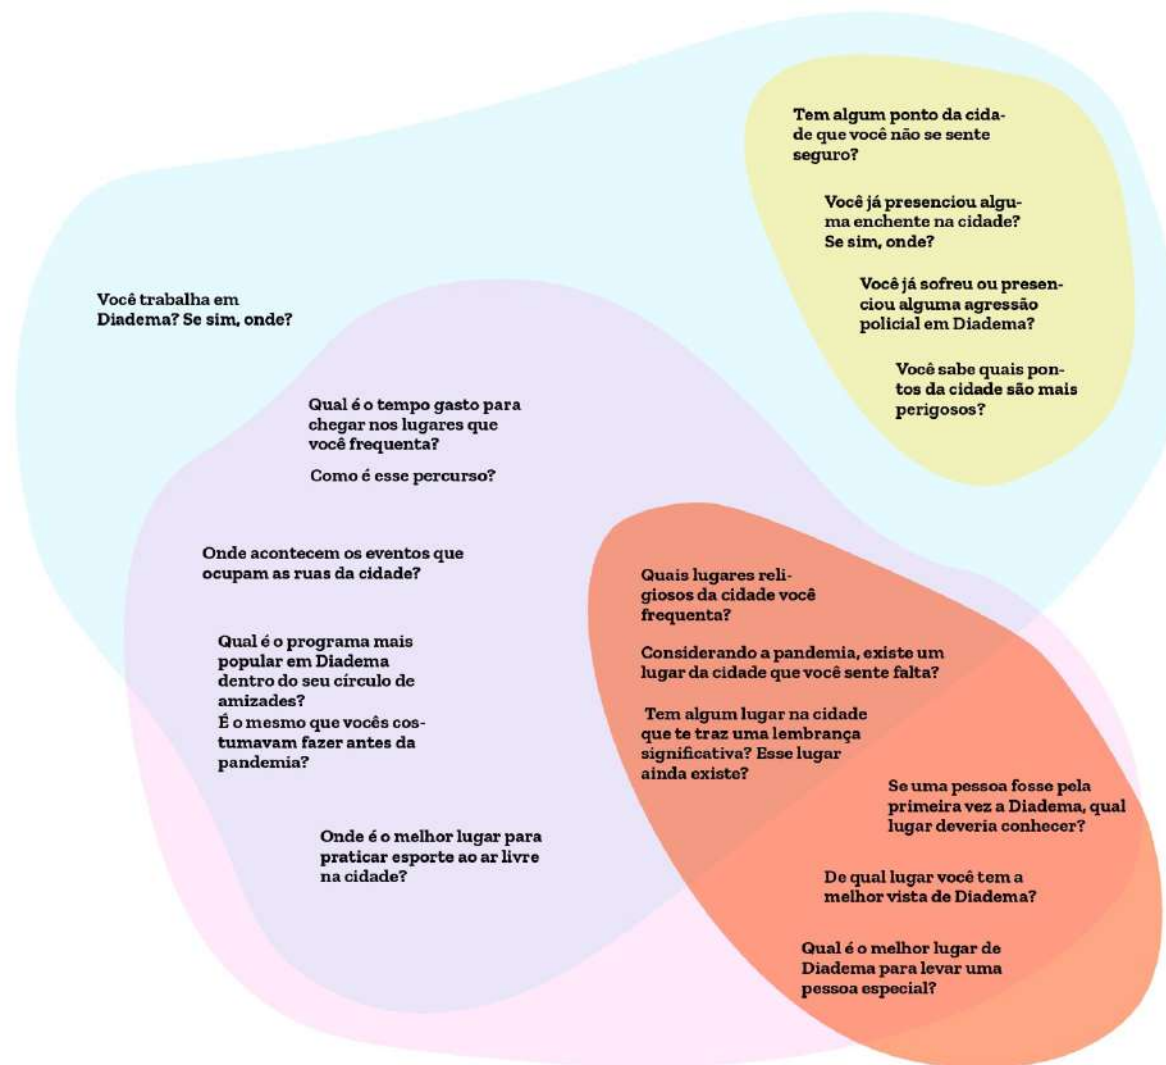 Tem algum ponto da cida-
de que você não se sente
seguro?
Você já presenciou algu-
ma enchente na cidade?
Se sim, onde?
Você já sofreu ou presen-
ciou alguma agressão
policial em Diadema?
Você sabe quais pon-
tos da cidade são mais
perigosos?
Você trabalha em
Diadema? Se sim, onde?
Qual é o tempo gasto para
chegar nos lugares que
você frequenta?
Como é esse percurso?
Onde acontecem os eventos que
ocupam as ruas da cidade?
Qual é o programa mais
popular em Diadema
dentro do seu círculo de
amizades?
É o mesmo que vocês cos-
tumavam fazer antes da
pandemia?
Onde é o melhor lugar para
praticar esporte ao ar livre
na cidade?
Quais lugares reli-
giosos da cidade você
frequenta?
Considerando a pandemia, existe um
lugar da cidade que você sente falta?
Tem algum lugar na cidade
que te traz uma lembrança
significativa? Esse lugar
ainda existe?
Se uma pessoa fosse pela
primeira vez a Diadema, qual
lugar deveria conhecer?
De qual lugar você tem a
melhor vista de Diadema?
Qual é o melhor lugar de
Diadema para levar uma
pessoa especial?